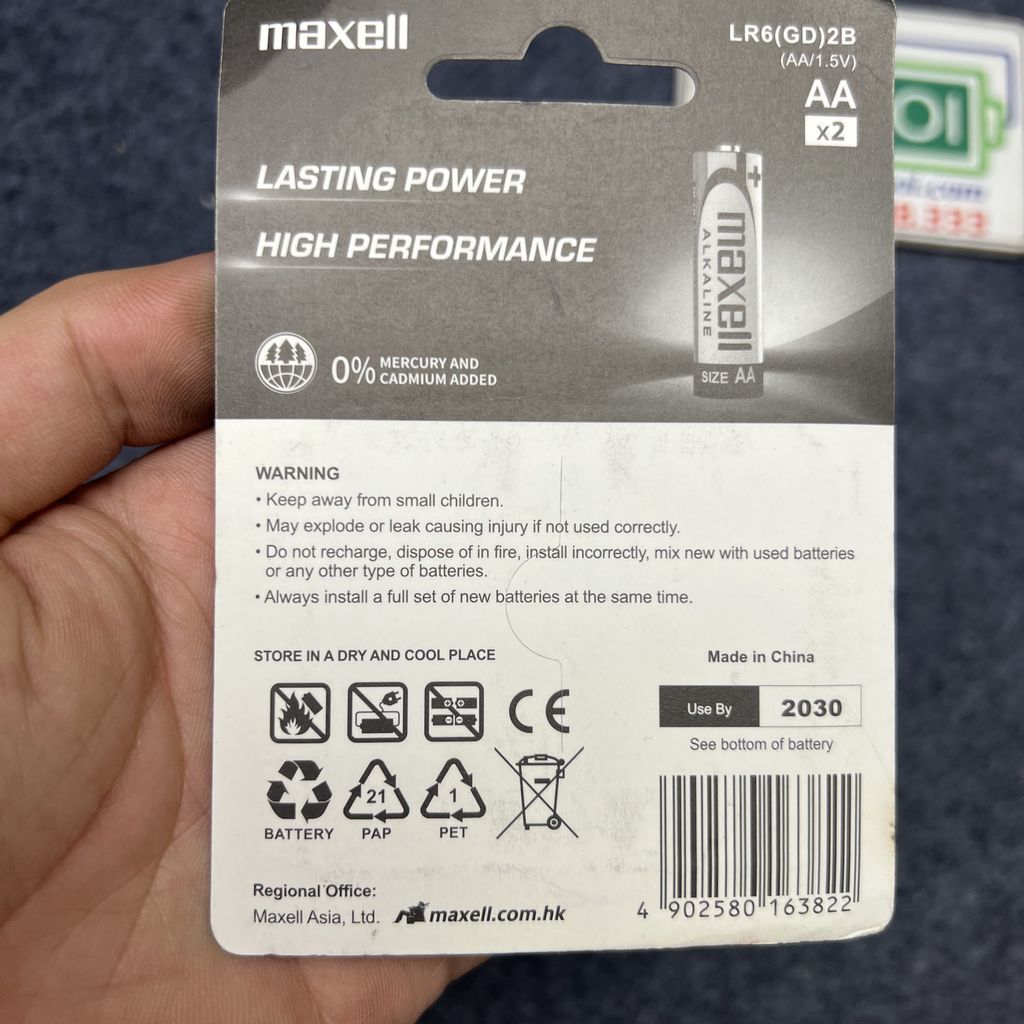 maxell
LR6(GD)2B
(AA/1.5V)
AA
x2
LASTING POWER
HIGH PERFORMANCE
+
maxell
ALKALINE
SIZE AA
0% MERCURY AND
CADMIUM ADDED
WARNING
• Keep away from small children.
• May explode or leak causing injury if not used correctly.
• Do not recharge, dispose of in fire, install incorrectly, mix new with used batteries
or any other type of batteries.
• Always install a full set of new batteries at the same time.
STORE IN A DRY AND COOL PLACE
Made in China
Use By 2030
See bottom of battery
CE
21
1
BATTERY
PAP
PET
Regional Office:
Maxell Asia, Ltd. maxell.com.hk
4 902580 163822
.com
.333